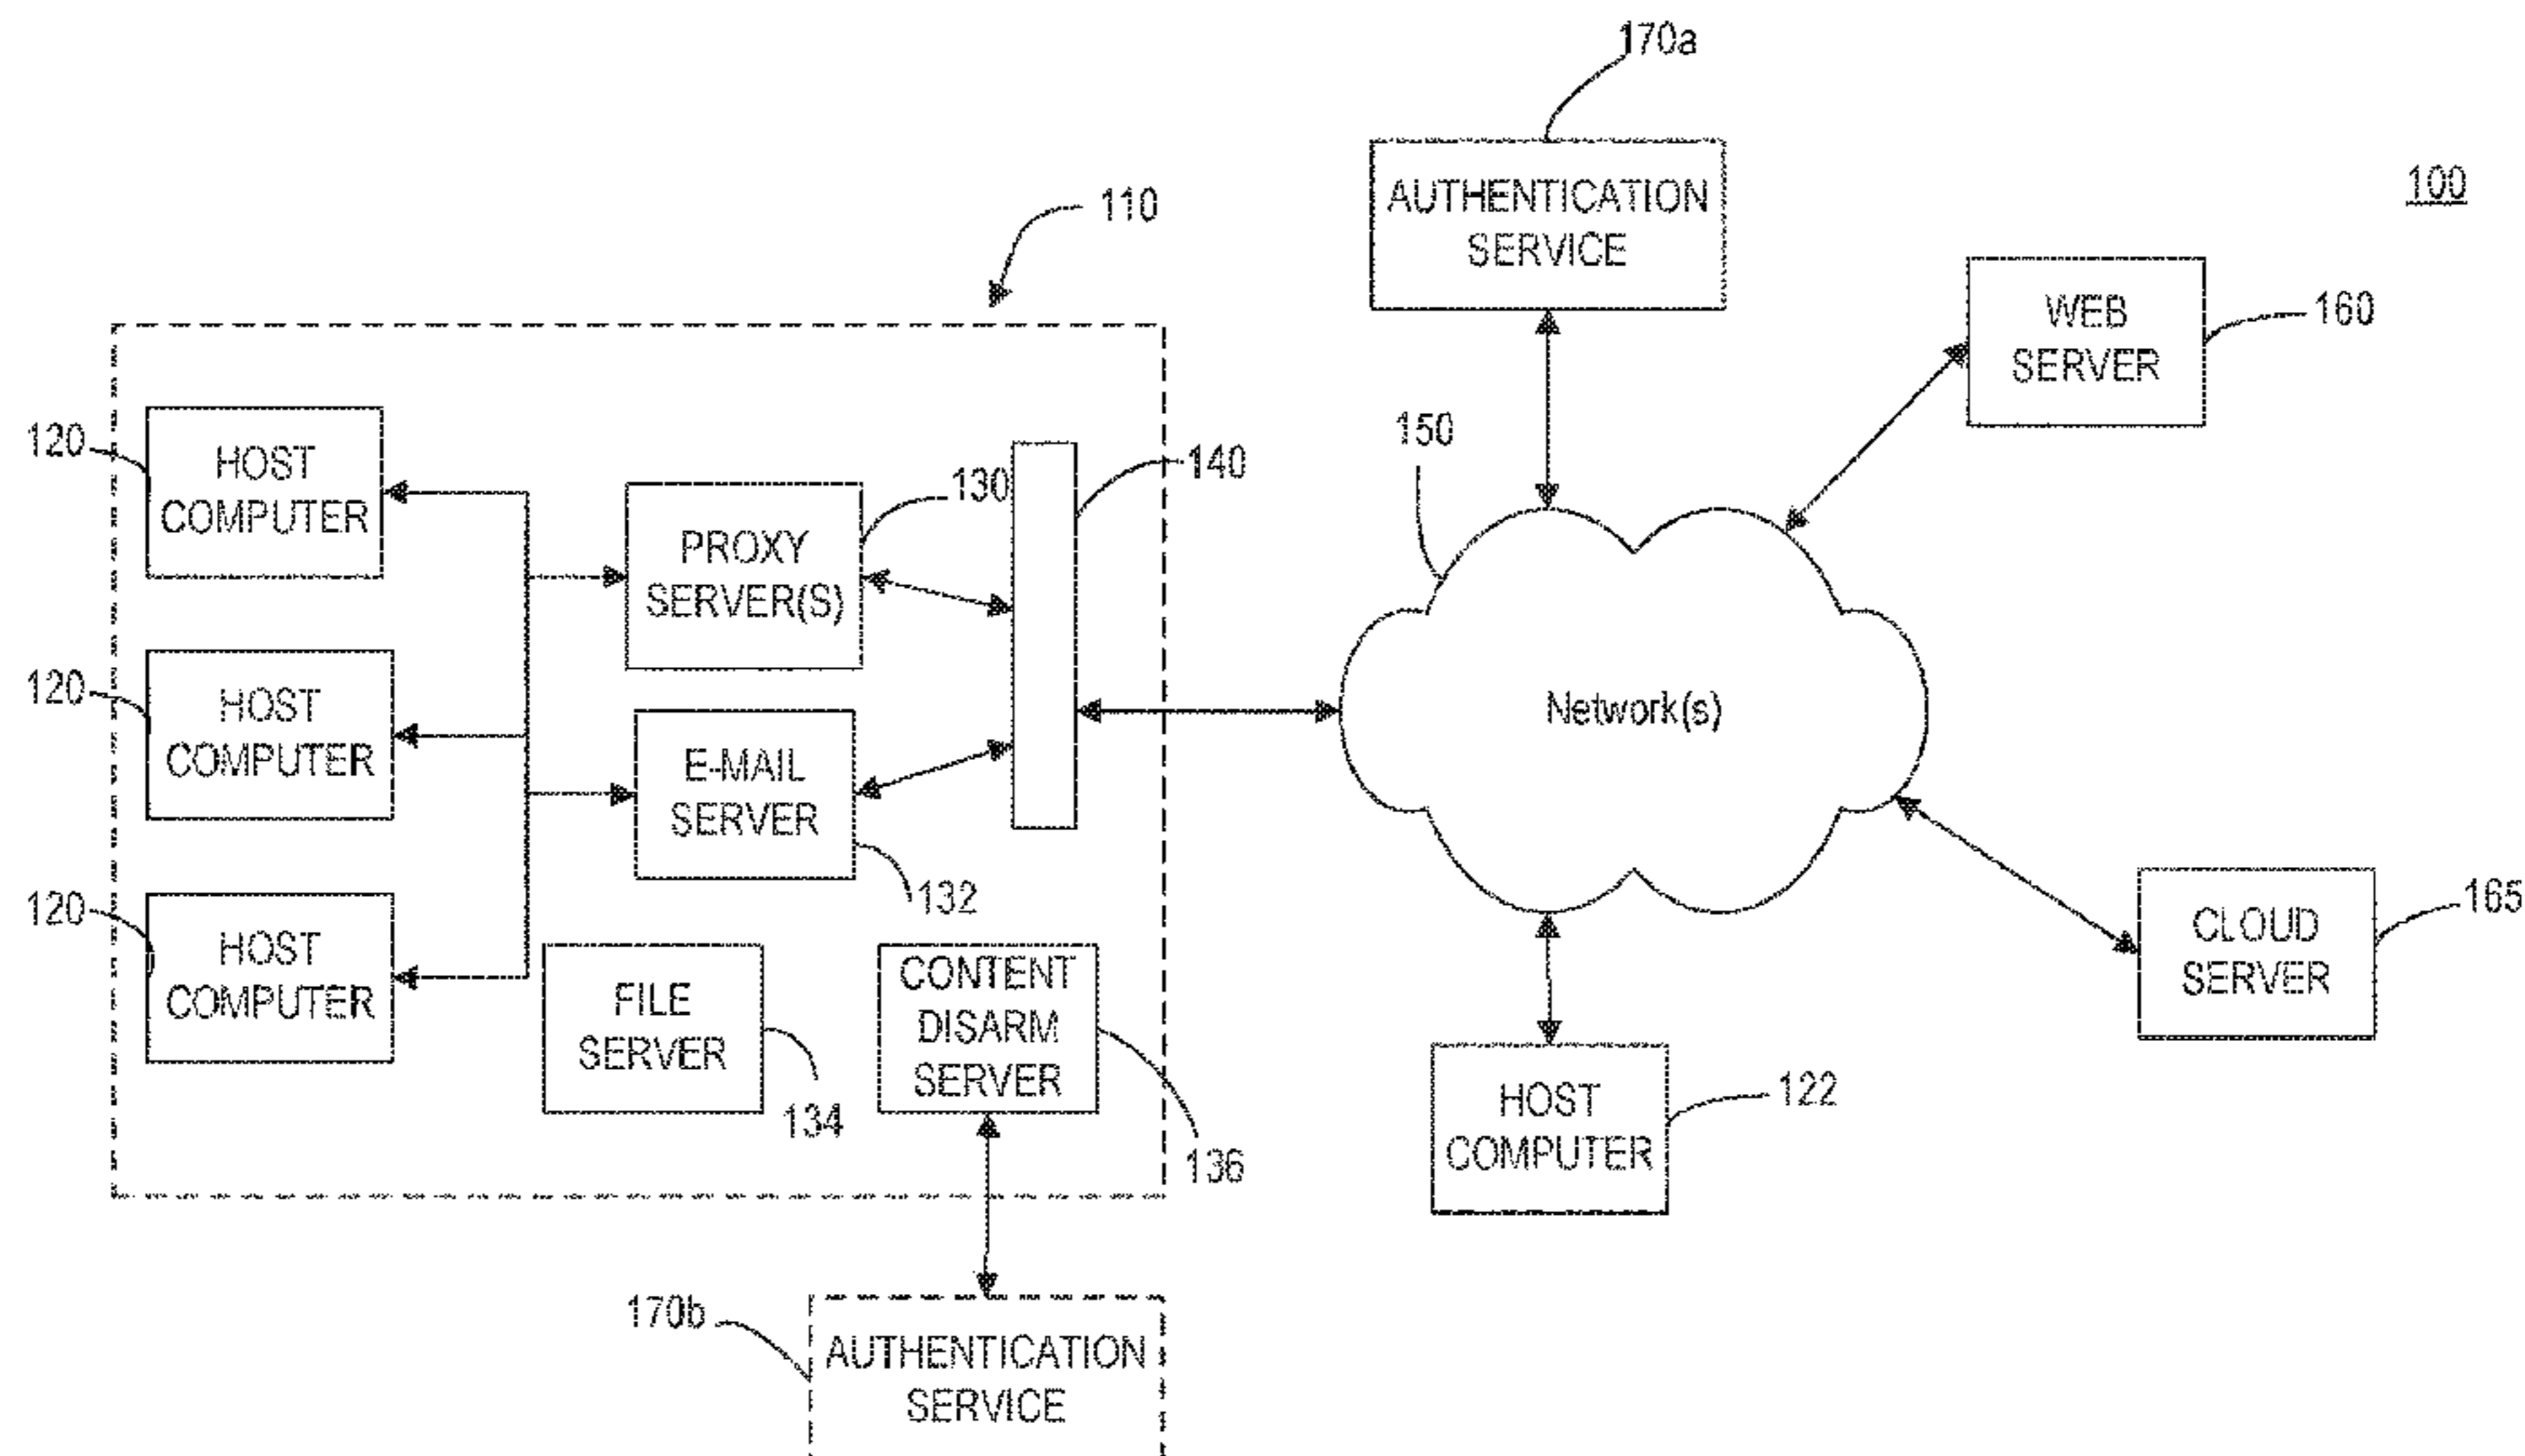 170a
AUTHENTICATION
SERVICE
100
110
WEB
SERVER
160
120
HOST
COMPUTER
PROXY
SERVER(S)
130
140
150
120
HOST
COMPUTER
E-MAIL
SERVER
132
Network(s)
120
HOST
COMPUTER
FILE
SERVER
134
CONTENT
DISARM
SERVER
136
CLOUD
SERVER
165
HOST
COMPUTER
122
170b
AUTHENTICATION
SERVICE